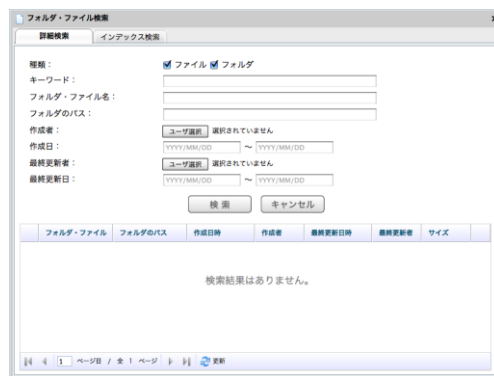 フォルダ・ファイル検索
詳細検索 インデックス検索
種類： ファイル フォルダ
キーワード：
フォルダ・ファイル名：
フォルダのパス：
作成者： ユーザ選択 選択されていません
作成日： YYYY/MM/DD ～ YYYY/MM/DD
最終更新者： ユーザ選択 選択されていません
最終更新日： YYYY/MM/DD ～ YYYY/MM/DD
検索 キャンセル
フォルダ・ファイル フォルダのパス 作成日時 作成者 最終更新日時 最終更新者 サイズ
検索結果はありません。
1 ページ目 / 全 1 ページ 更新